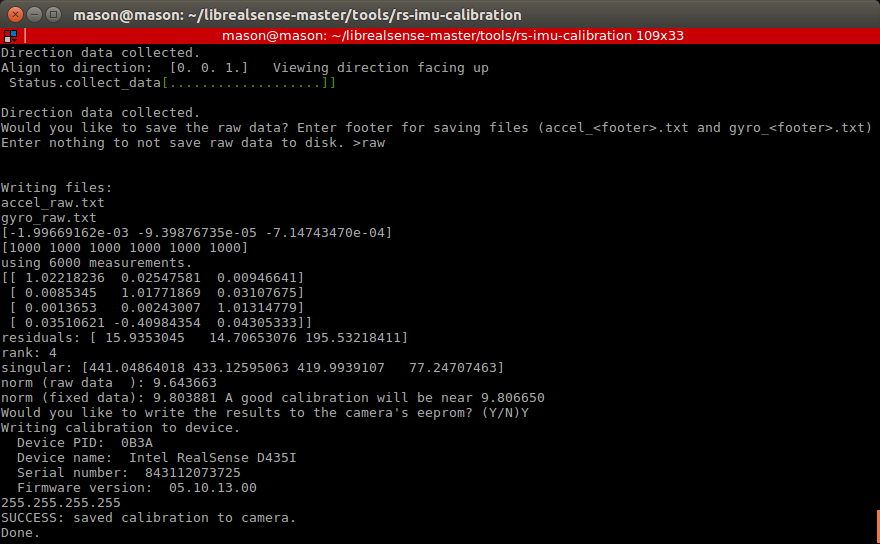 mason@mason: ~/librealsense-master/tools/rs-imu-calibration
mason@mason: ~/librealsense-master/tools/rs-imu-calibration 109x33
Direction data collected.
Align to direction:  [0. 0. 1.]   Viewing direction facing up
 Status.collect_data[...................]]

Direction data collected.
Would you like to save the raw data? Enter footer for saving files (accel_<footer>.txt and gyro_<footer>.txt)
Enter nothing to not save raw data to disk. >raw


Writing files:
accel_raw.txt
gyro_raw.txt
[-1.99669162e-03 -9.39876735e-05 -7.14743470e-04]
[1000 1000 1000 1000 1000 1000]
using 6000 measurements.
[[ 1.02218236  0.02547581  0.00946641]
 [ 0.0085345   1.01771869  0.03107675]
 [ 0.0013653   0.00243007  1.01314779]
 [ 0.03510621 -0.40984354  0.04305333]]
residuals: [ 15.9353045   14.70653076 195.53218411]
rank: 4
singular: [441.04864018 433.12595063 419.9939107   77.24707463]
norm (raw data  ): 9.643663
norm (fixed data): 9.803881 A good calibration will be near 9.806650
Would you like to write the results to the camera's eeprom? (Y/N)Y
Writing calibration to device.
  Device PID:  0B3A
  Device name:  Intel RealSense D435I
  Serial number:  843112073725
  Firmware version:  05.10.13.00
255.255.255.255
SUCCESS: saved calibration to camera.
Done.